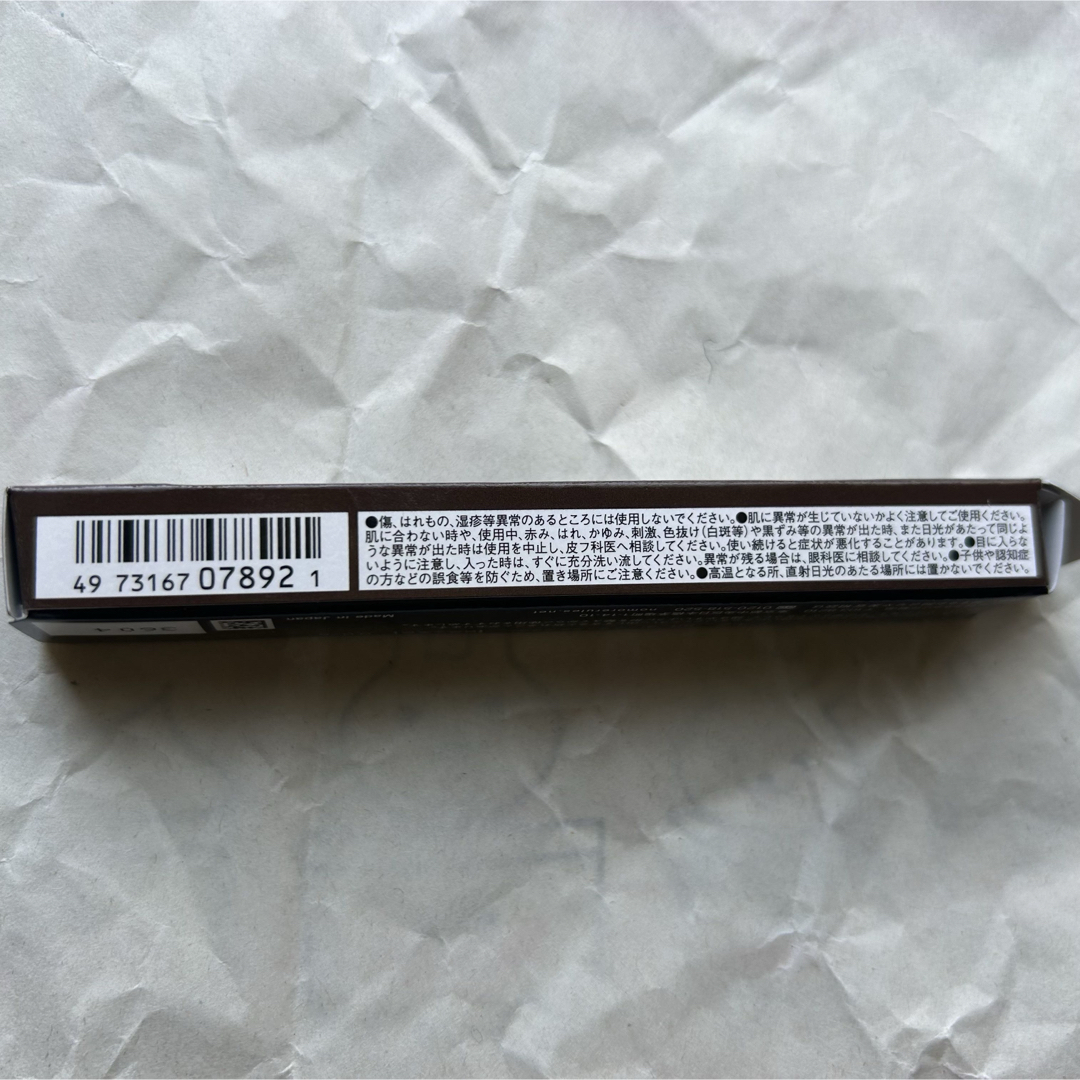 ●傷、はれもの、湿疹等異常のあるところには使用しないでください。●肌に異常が生じていないかよく注意してご使用ください。
肌に合わない時や、使用中、赤み、はれ、かゆみ、刺激、色抜け(白斑等)や黒ずみ等の異常が出た時、また日光があたって同じよ
うな異常が出た時は使用を中止し、皮フ科医へ相談してください。使い続けると症状が悪化することがあります。●目に入らな
いように注意し、入った時は、すぐに充分洗い流してください。異常が残る場合は、眼科医に相談してください。●子供や認知症
の方などの誤食等を防ぐため、置き場所にご注意ください。●高温となる所、直射日光のあたる場所には置かないでください。
49 73167 07892 1
Made in Japan